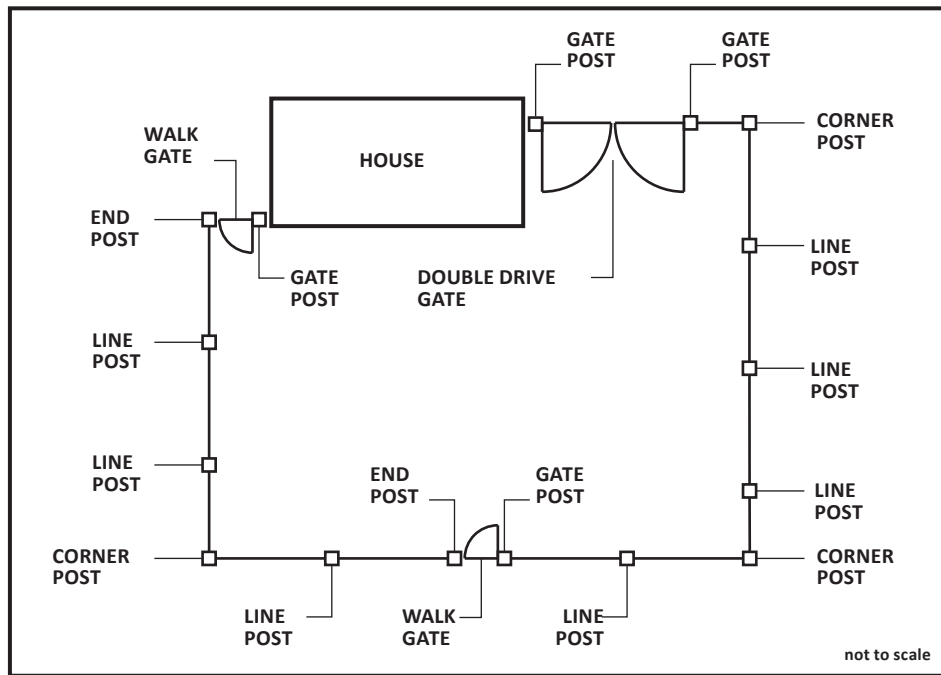 GATE
POST
GATE
POST
CORNER
POST
WALK
GATE
HOUSE
END
POST
GATE
POST
DOUBLE DRIVE
GATE
LINE
POST
LINE
POST
LINE
POST
LINE
POST
END
POST
GATE
POST
LINE
POST
CORNER
POST
CORNER
POST
LINE
POST
WALK
GATE
LINE
POST
not to scale